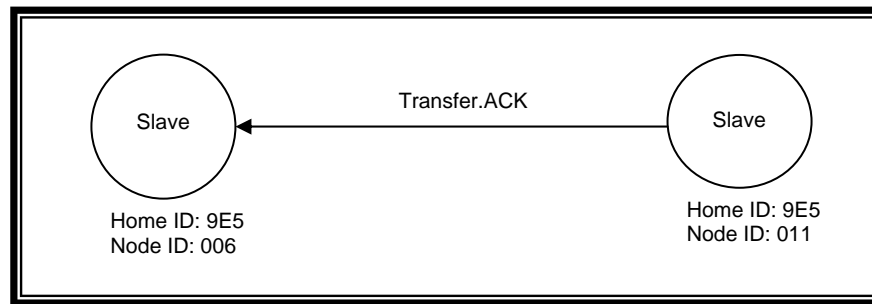 Transfer.ACK
Slave
Slave
Home ID: 9E5
Node ID: 006
Home ID: 9E5
Node ID: 011